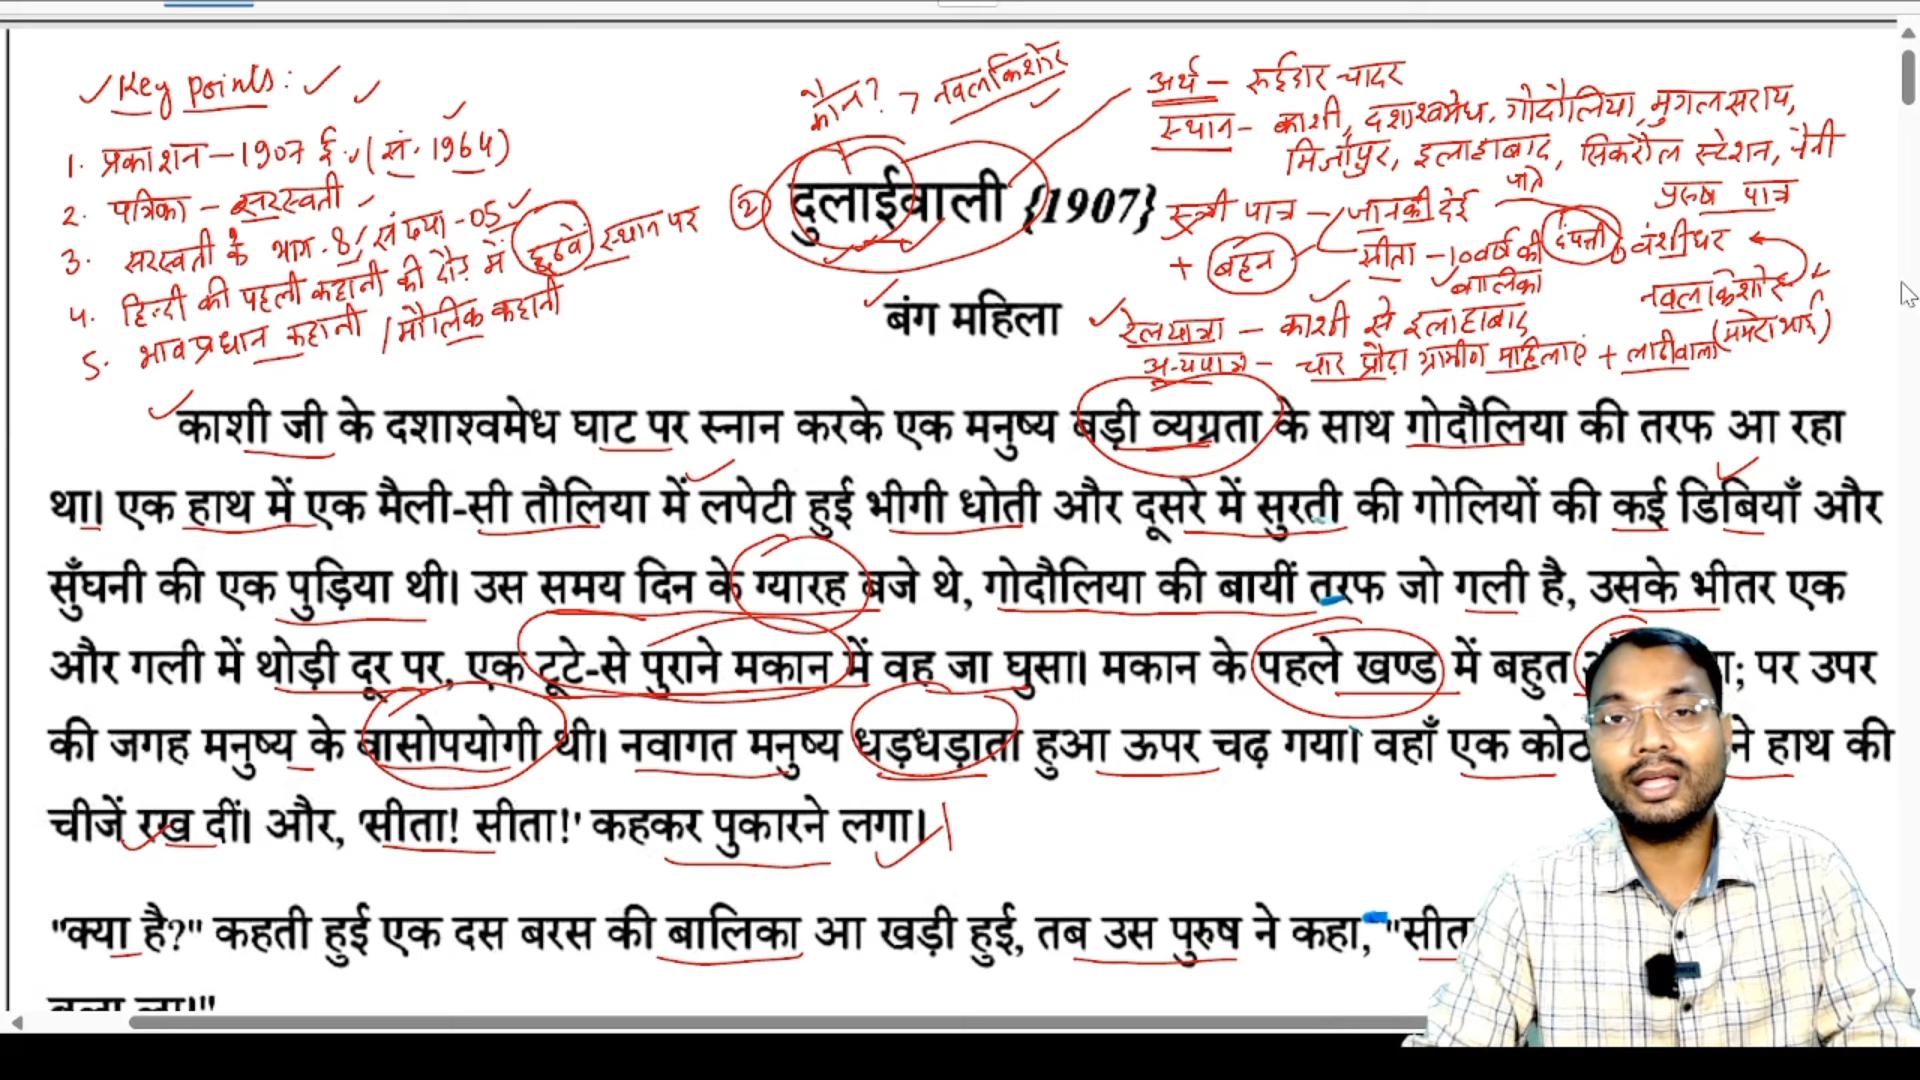 Key Points :
1. प्रकाशन – 1907 ई. (सं. 1964)
2. पत्रिका – सरस्वती
3. सरस्वती के भाग - 8, संख्या - 05
4. हिन्दी की पहली कहानी की दौड़ में स्थान पर
5. भावप्रधान कहानी / मौलिक कहानी
कौन? → नवलकिशोर
2 दुलाईवाली {1907}
बंग महिला
अर्थ – रुईदार चादर
स्थान – काशी, दशाश्वमेध, गोदौलिया, मुगलसराय,
मिर्जापुर, इलाहाबाद, सिकरौल स्टेशन, नैनी
स्त्री पात्र – जानकी देई
पुरुष पात्र
+ बहन सीता – 10 वर्ष की बालिका
दंपत्ती वंशीधर
नवलकिशोर (ममेरा भाई)
रेलयात्रा – काशी से इलाहाबाद
अन्यपात्र – चार प्रौढ़ा ग्रामीण महिलाएं + लाठीवाला
काशी जी के दशाश्वमेध घाट पर स्नान करके एक मनुष्य बड़ी व्यग्रता के साथ गोदौलिया की तरफ आ रहा
था। एक हाथ में एक मैली-सी तौलिया में लपेटी हुई भीगी धोती और दूसरे में सुरती की गोलियों की कई डिबियाँ और
सुँघनी की एक पुड़िया थी। उस समय दिन के ग्यारह बजे थे, गोदौलिया की बायीं तरफ जो गली है, उसके भीतर एक
और गली में थोड़ी दूर पर, एक टूटे-से पुराने मकान में वह जा घुसा। मकान के पहले खण्ड में बहुत ; पर उपर
की जगह मनुष्य के वासोपयोगी थी। नवागत मनुष्य धड़धड़ाता हुआ ऊपर चढ़ गया। वहाँ एक ने हाथ की
चीजें रख दीं। और, 'सीता! सीता!' कहकर पुकारने लगा।
"क्या है?" कहती हुई एक दस बरस की बालिका आ खड़ी हुई, तब उस पुरुष ने कहा, "सीत